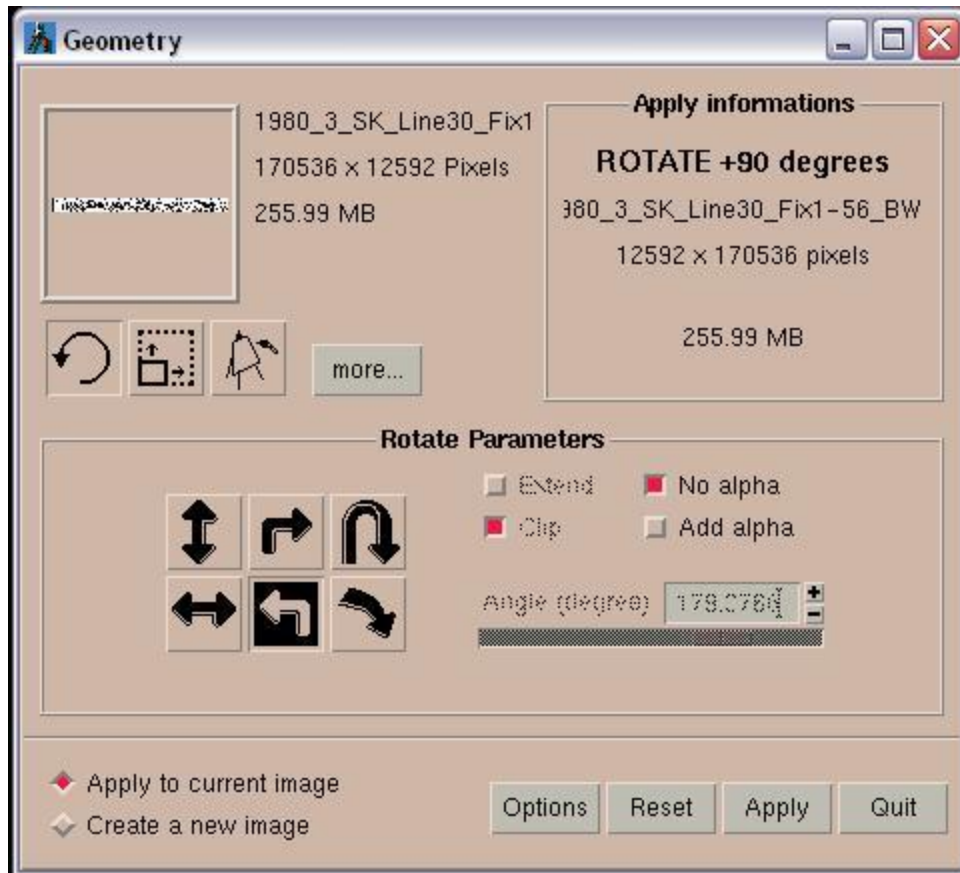 Geometry
1980_3_SK_Line30_Fix1
170536 x 12592 Pixels
255.99 MB
Apply informations
ROTATE +90 degrees
980_3_SK_Line30_Fix1-56_BW
12592 x 170536 pixels
255.99 MB
more...
Rotate Parameters
Extend
No alpha
Clip
Add alpha
Angle (degree)
Apply to current image
Create a new image
Options
Reset
Apply
Quit